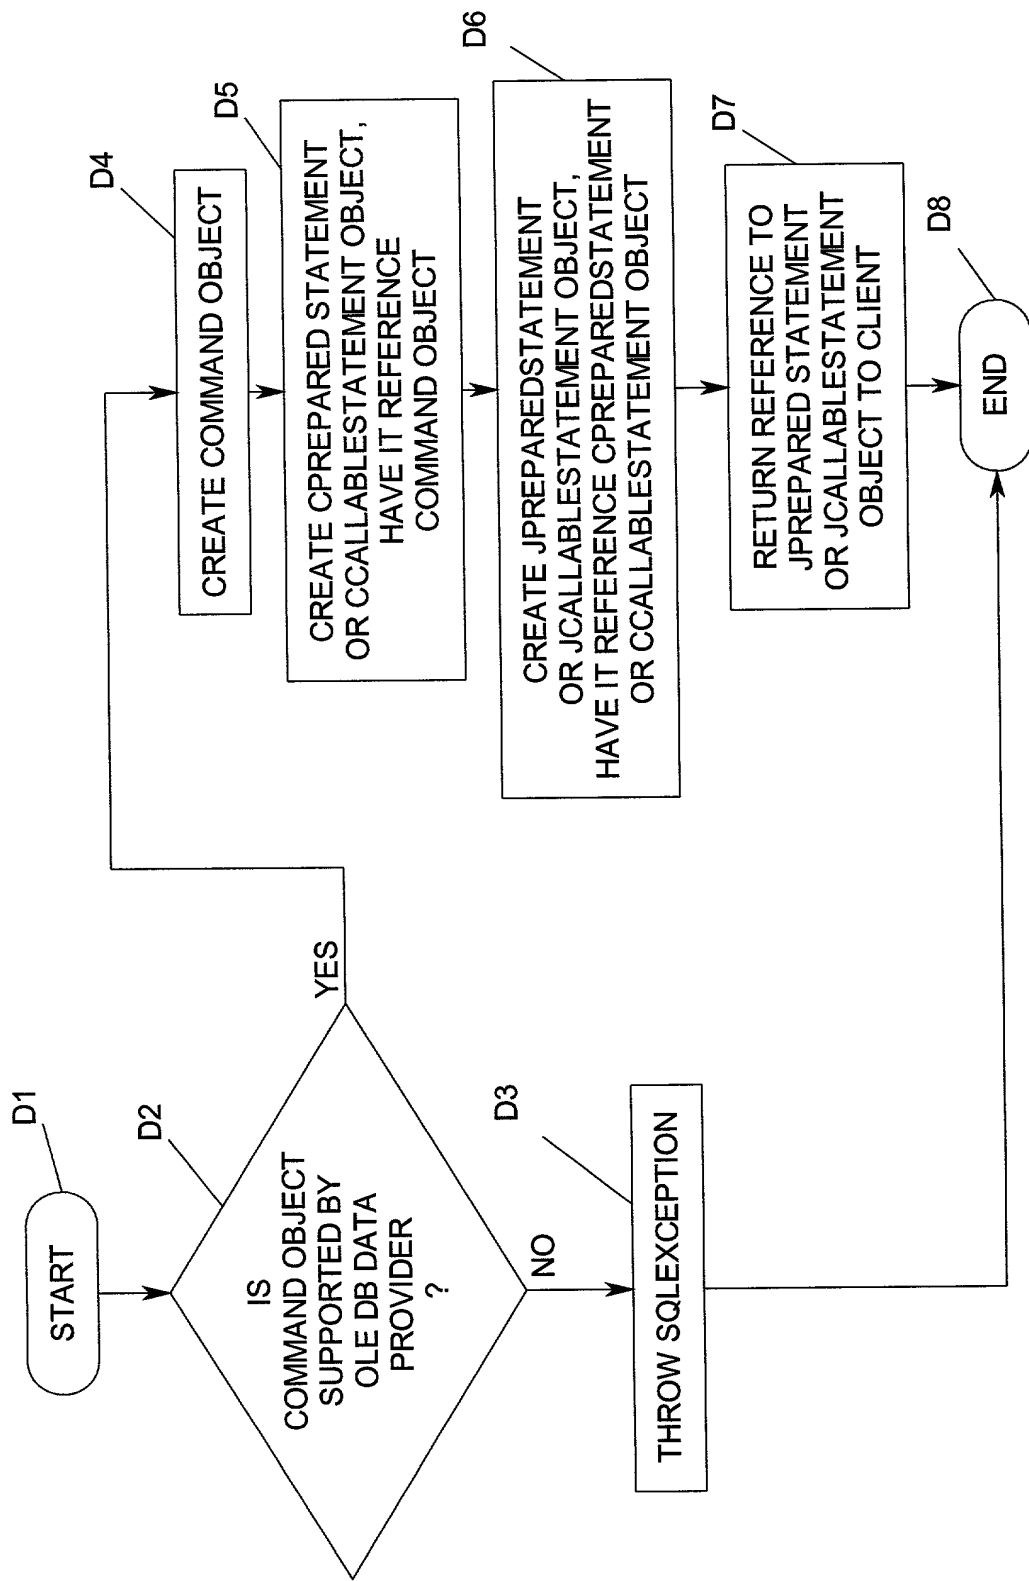 D1
START
D2
IS
COMMAND OBJECT
SUPPORTED BY
OLE DB DATA
PROVIDER
?
YES
NO
D3
THROW SQLEXCEPTION
D4
CREATE COMMAND OBJECT
D5
CREATE CPREPARED STATEMENT
OR CCALLABLESTATEMENT OBJECT,
HAVE IT REFERENCE
COMMAND OBJECT
D6
CREATE JPREPAREDSTATEMENT
OR JCALLABLESTATEMENT OBJECT,
HAVE IT REFERENCE CPREPAREDSTATEMENT
OR CCALLABLESTATEMENT OBJECT
D7
RETURN REFERENCE TO
JPREPARED STATEMENT
OR JCALLABLESTATEMENT
OBJECT TO CLIENT
D8
END